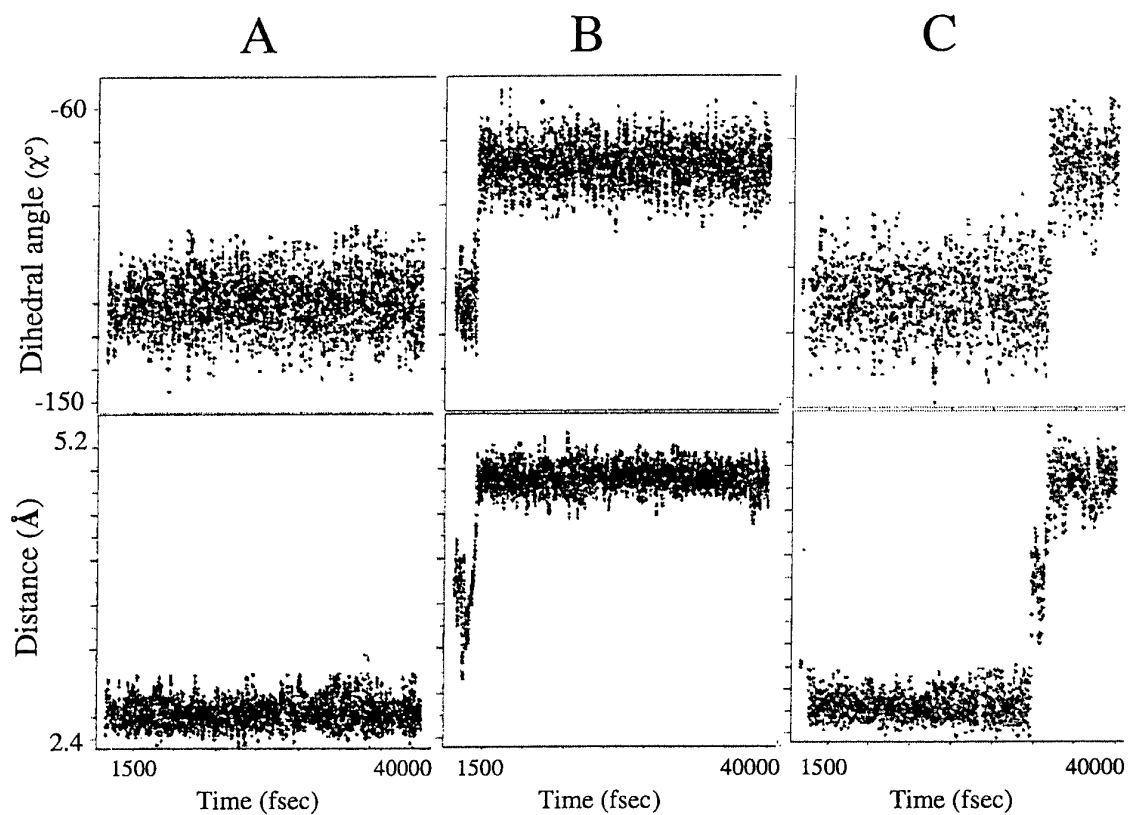 A B C
-60
Dihedral angle (χ°)
-150
5.2
Distance (Å)
2.4
1500 40000 1500 40000 1500 40000
Time (fsec) Time (fsec) Time (fsec)